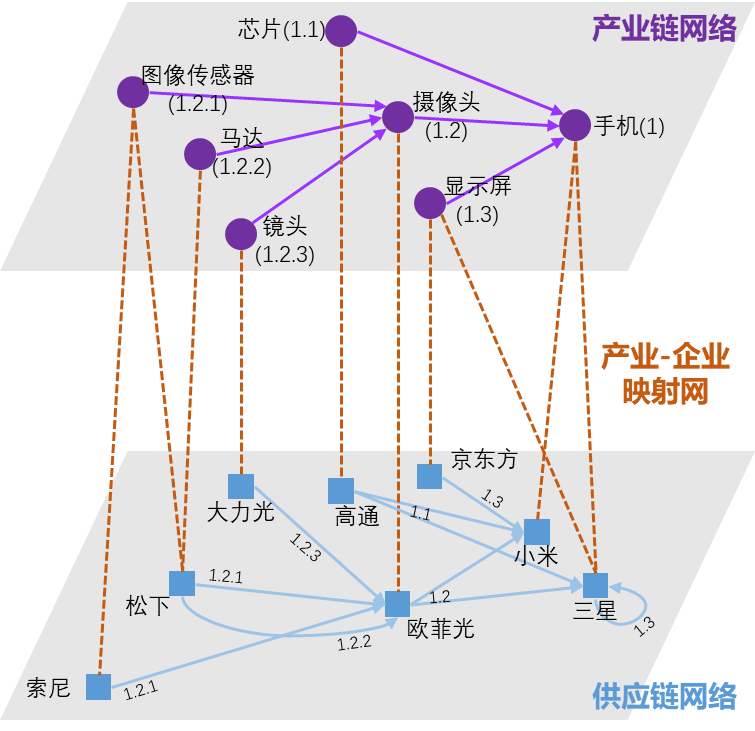 产业链网络
芯片(1.1)
图像传感器
(1.2.1)
摄像头
(1.2)
手机(1)
马达
(1.2.2)
显示屏
(1.3)
镜头
(1.2.3)
产业-企业
映射网
京东方
大力光
高通
1.3
1.1
小米
1.2.3
松下
1.2.1
1.2
三星
欧菲光
1.3
1.2.2
索尼
1.2.1
供应链网络